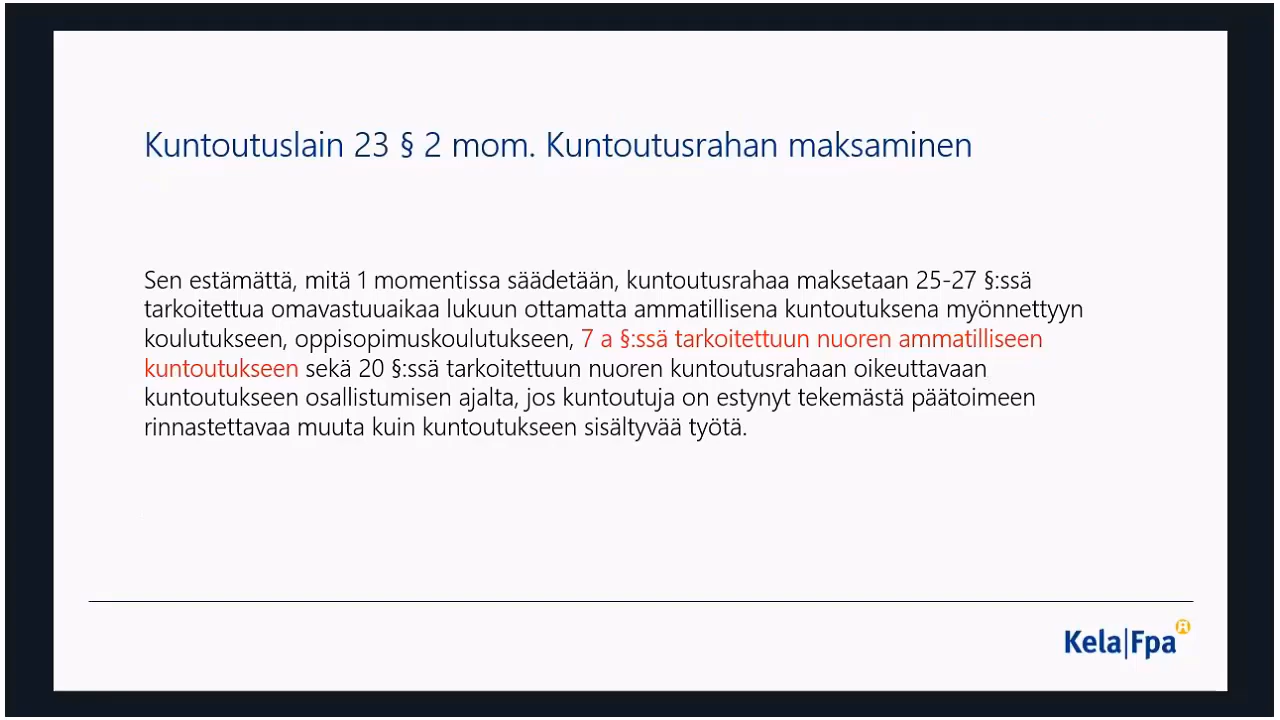 Kuntoutuslain 23 § 2 mom. Kuntoutusrahan maksaminen
Sen estämättä, mitä 1 momentissa säädetään, kuntoutusrahaa maksetaan 25-27 §:ssä
tarkoitettua omavastuuaikaa lukuun ottamatta ammatillisena kuntoutuksena myönnettyyn
koulutukseen, oppisopimuskoulutukseen, 7 a §:ssä tarkoitettuun nuoren ammatilliseen
kuntoutukseen sekä 20 §:ssä tarkoitettuun nuoren kuntoutusrahaan oikeuttavaan
kuntoutukseen osallistumisen ajalta, jos kuntoutuja on estynyt tekemästä päätoimeen
rinnastettavaa muuta kuin kuntoutukseen sisältyvää työtä.
Kela|Fpa